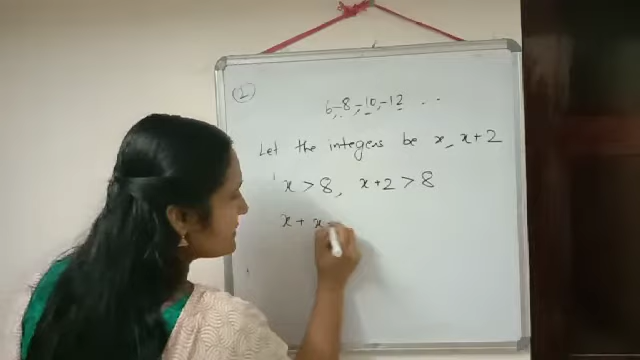 (1)
6, 8, 10, 12 . .
Let the integers be x, x+2
x > 8, x+2 > 8
x + x